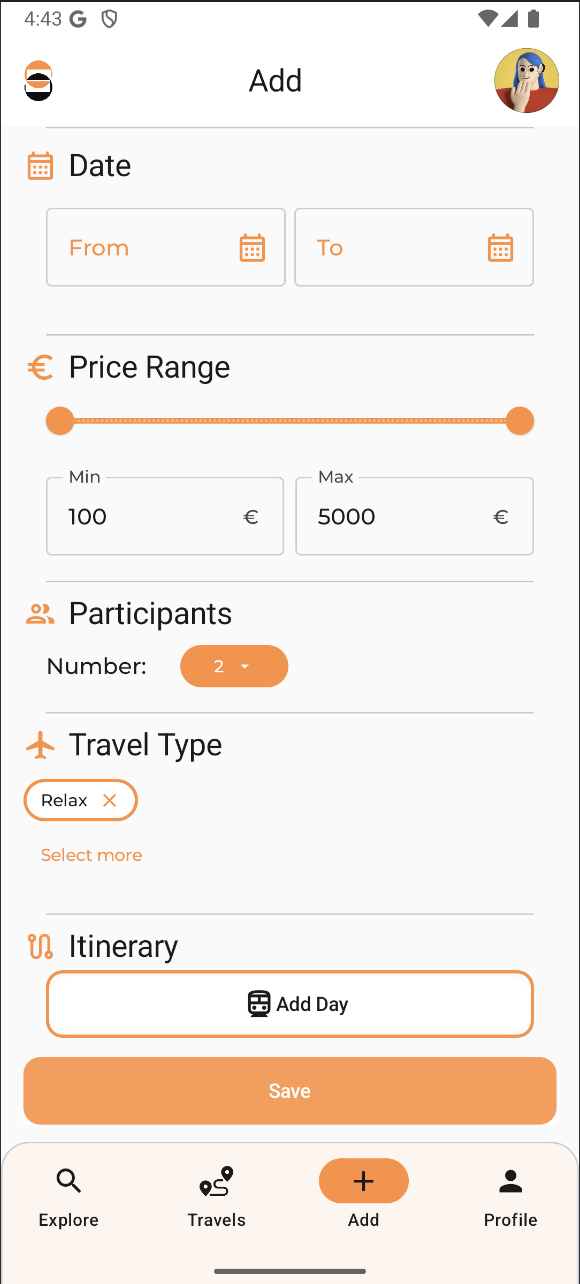 4:43 G
Add
Date
From To
€ Price Range
Min Max
100 € 5000 €
Participants
Number: 2
Travel Type
Relax
Select more
Itinerary
Add Day
Save
Explore Travels Add Profile